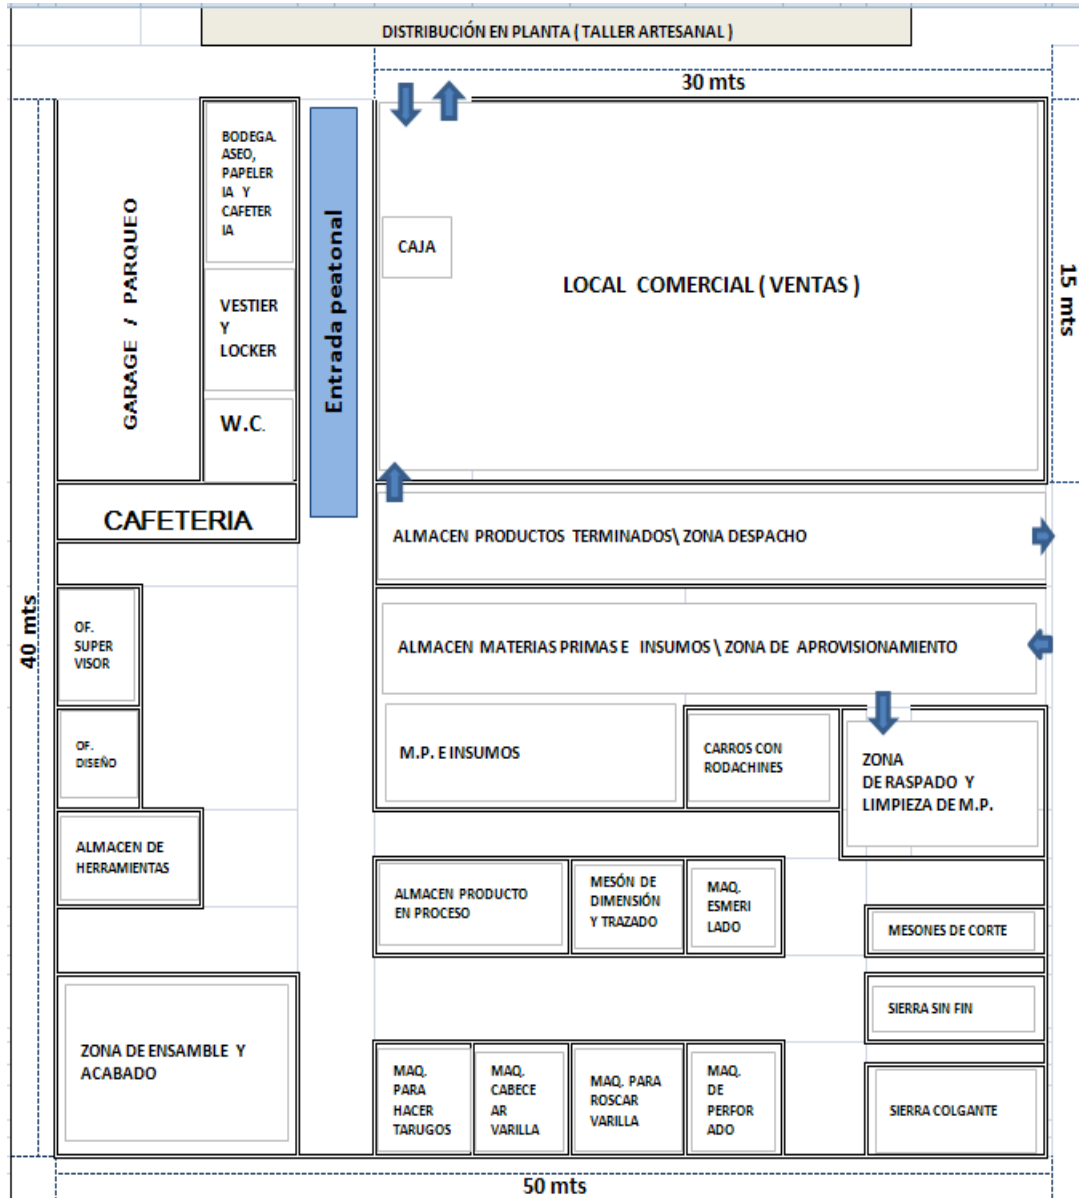 DISTRIBUCIÓN EN PLANTA ( TALLER ARTESANAL )
30 mts
BODEGA.
ASEO,
PAPELER
IA Y
CAFETER
IA
GARAGE / PARQUEO
Entrada peatonal
CAJA
LOCAL COMERCIAL ( VENTAS )
15 mts
VESTIER
Y
LOCKER
W.C.
CAFETERIA
ALMACEN PRODUCTOS TERMINADOS\ ZONA DESPACHO
40 mts
OF.
SUPER
VISOR
ALMACEN MATERIAS PRIMAS E INSUMOS \ ZONA DE APROVISIONAMIENTO
OF.
DISEÑO
M.P. E INSUMOS
CARROS CON
RODACHINES
ZONA
DE RASPADO Y
LIMPIEZA DE M.P.
ALMACEN DE
HERRAMIENTAS
ALMACEN PRODUCTO
EN PROCESO
MESÓN DE
DIMENSIÓN
Y TRAZADO
MAQ.
ESMERI
LADO
MESONES DE CORTE
SIERRA SIN FIN
ZONA DE ENSAMBLE Y
ACABADO
MAQ.
PARA
HACER
TARUGOS
MAQ.
CABECE
AR
VARILLA
MAQ. PARA
ROSCAR
VARILLA
MAQ.
DE
PERFOR
ADO
SIERRA COLGANTE
50 mts